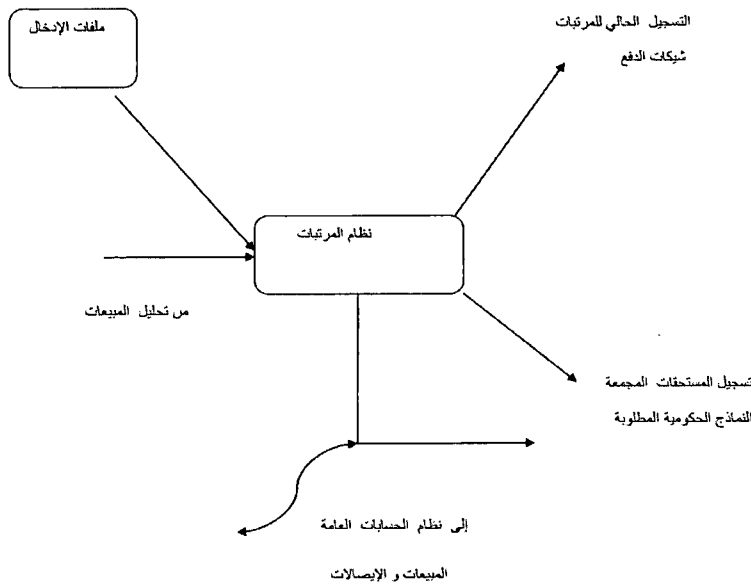 ملفات الإدخال
التسجيل الحالي للمرتبات
شيكات الدفع
نظام المرتبات
من تحليل المبيعات
تسجيل المستحقات المجمعة
النماذج الحكومية المطلوبة
إلى نظام الحسابات العامة
المبيعات و الإيصالات